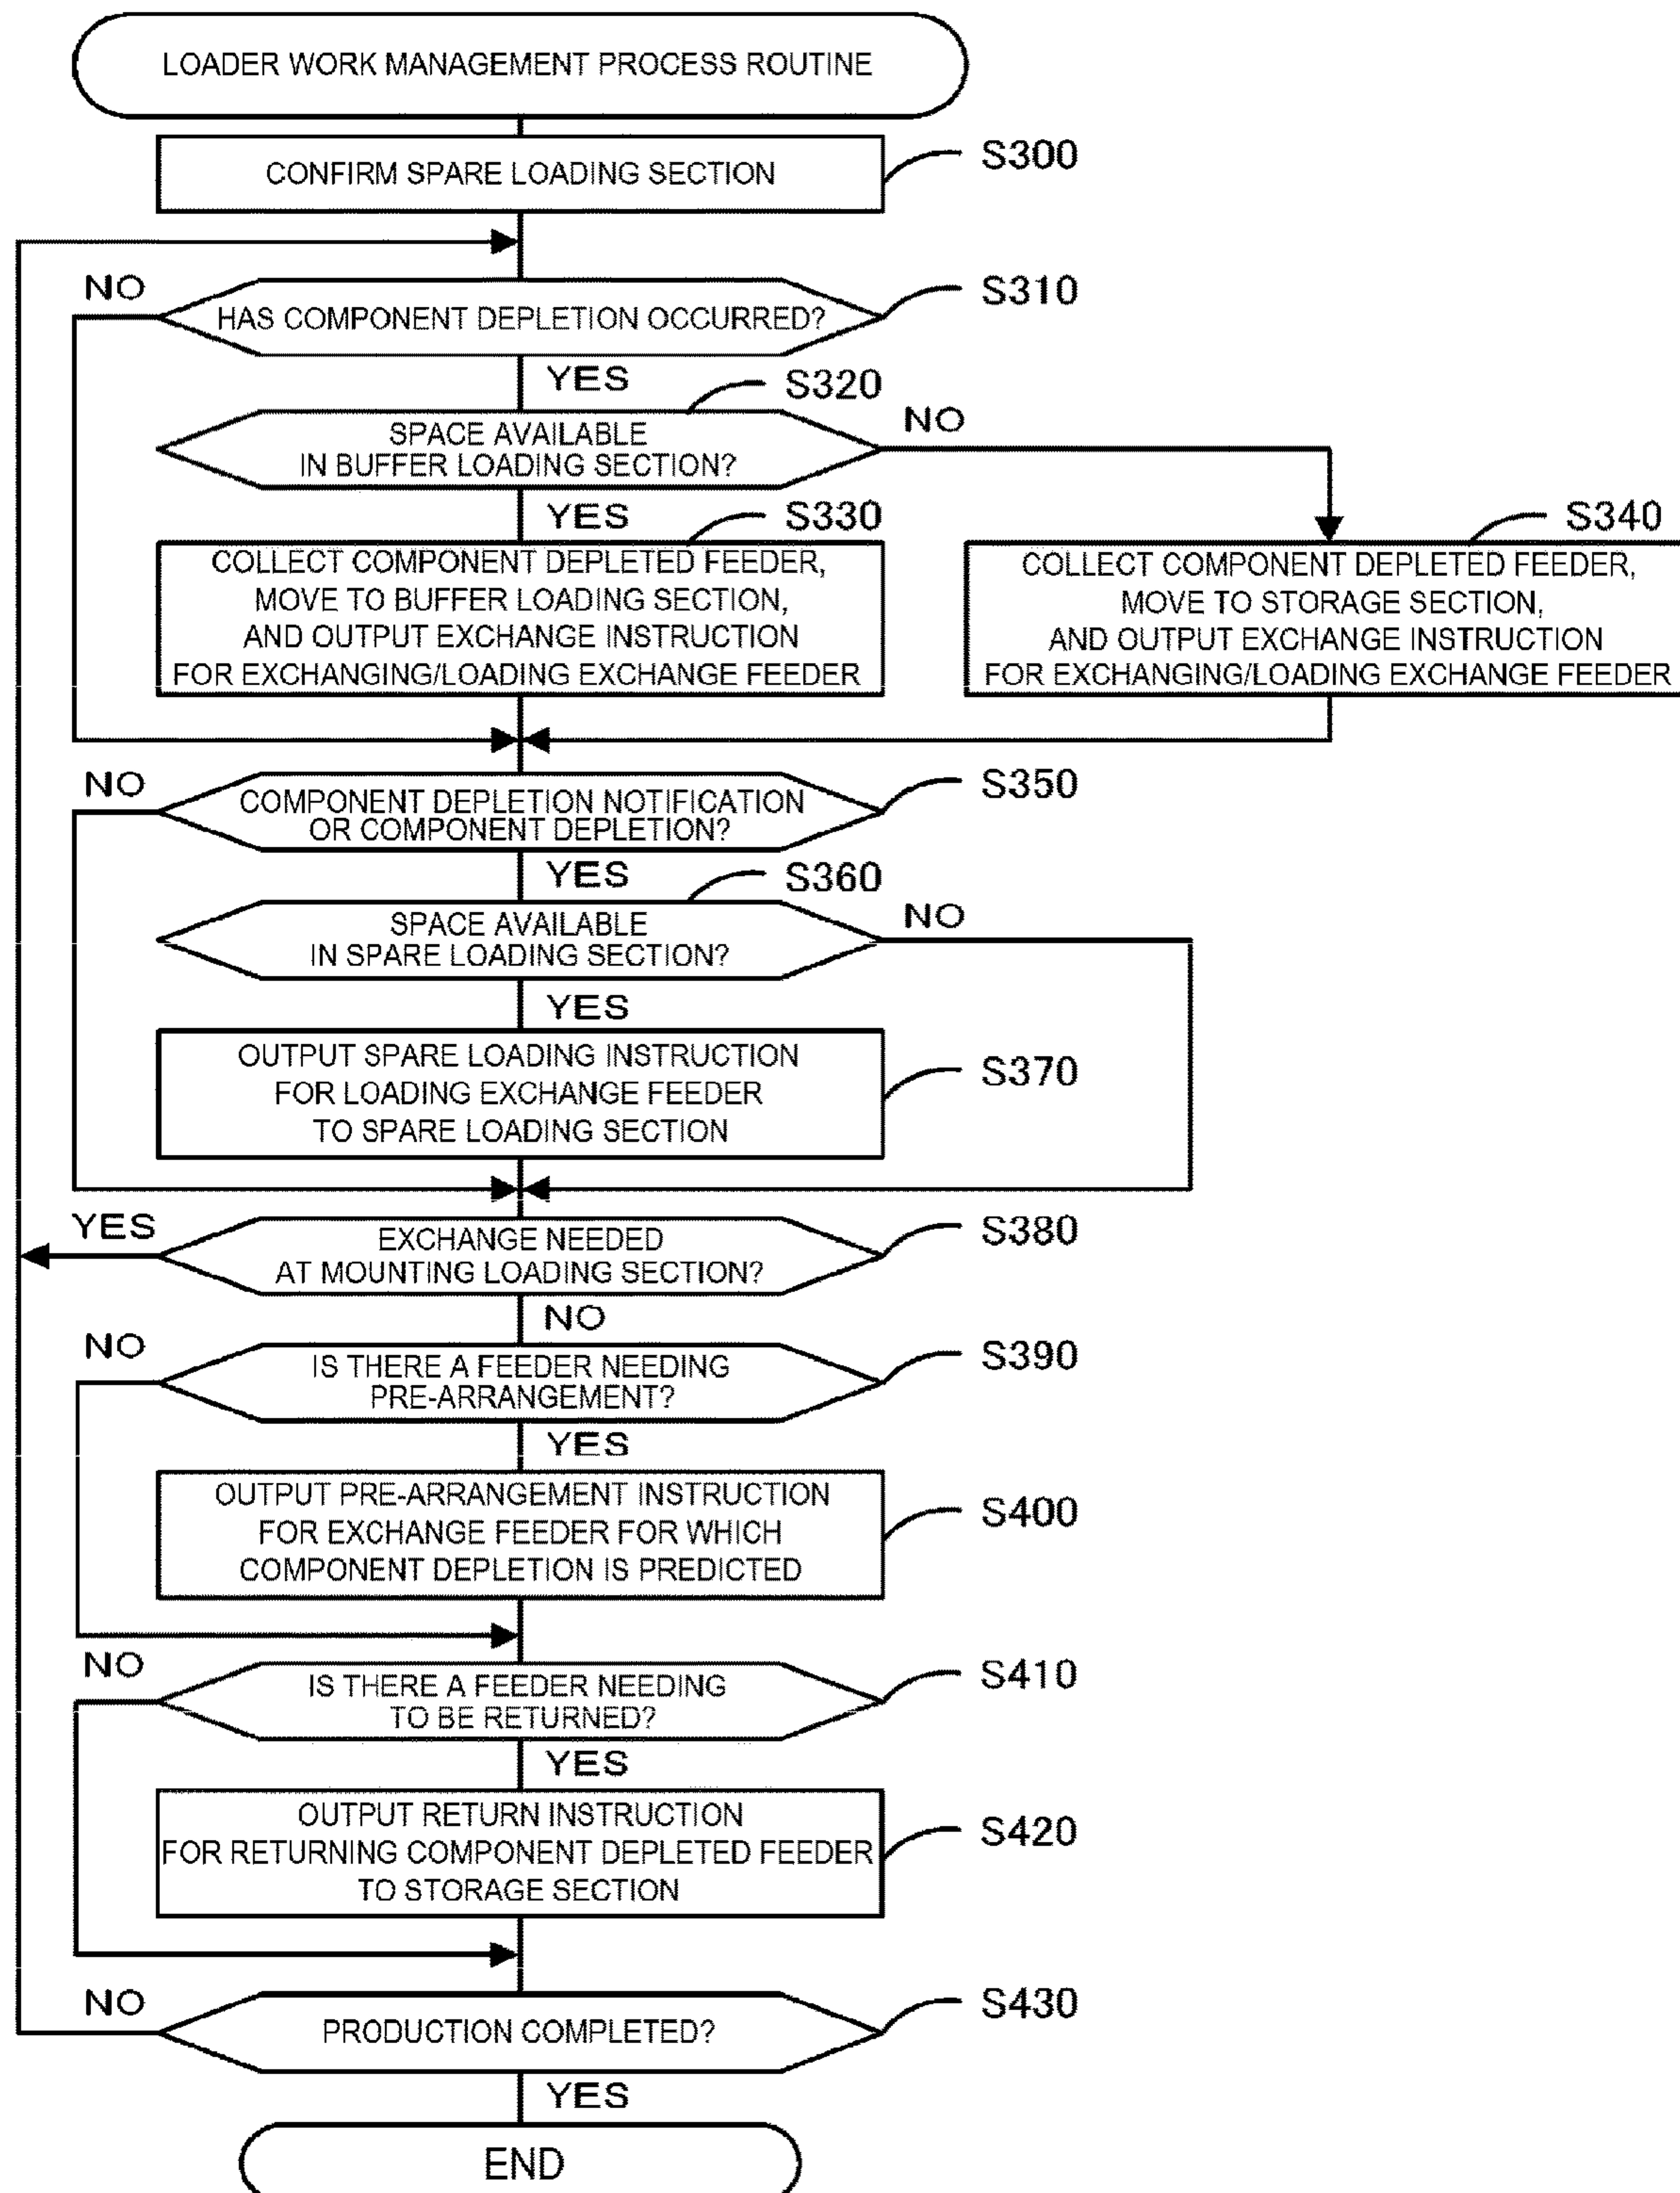 LOADER WORK MANAGEMENT PROCESS ROUTINE
CONFIRM SPARE LOADING SECTION
S300
NO
HAS COMPONENT DEPLETION OCCURRED?
S310
YES
S320
SPACE AVAILABLE
IN BUFFER LOADING SECTION?
NO
YES
S330
COLLECT COMPONENT DEPLETED FEEDER,
MOVE TO BUFFER LOADING SECTION,
AND OUTPUT EXCHANGE INSTRUCTION
FOR EXCHANGING/LOADING EXCHANGE FEEDER
S340
COLLECT COMPONENT DEPLETED FEEDER,
MOVE TO STORAGE SECTION,
AND OUTPUT EXCHANGE INSTRUCTION
FOR EXCHANGING/LOADING EXCHANGE FEEDER
NO
COMPONENT DEPLETION NOTIFICATION
OR COMPONENT DEPLETION?
S350
YES
S360
SPACE AVAILABLE
IN SPARE LOADING SECTION?
NO
YES
OUTPUT SPARE LOADING INSTRUCTION
FOR LOADING EXCHANGE FEEDER
TO SPARE LOADING SECTION
S370
YES
EXCHANGE NEEDED
AT MOUNTING LOADING SECTION?
S380
NO
NO
IS THERE A FEEDER NEEDING
PRE-ARRANGEMENT?
S390
YES
OUTPUT PRE-ARRANGEMENT INSTRUCTION
FOR EXCHANGE FEEDER FOR WHICH
COMPONENT DEPLETION IS PREDICTED
S400
NO
IS THERE A FEEDER NEEDING
TO BE RETURNED?
S410
YES
OUTPUT RETURN INSTRUCTION
FOR RETURNING COMPONENT DEPLETED FEEDER
TO STORAGE SECTION
S420
NO
PRODUCTION COMPLETED?
S430
YES
END